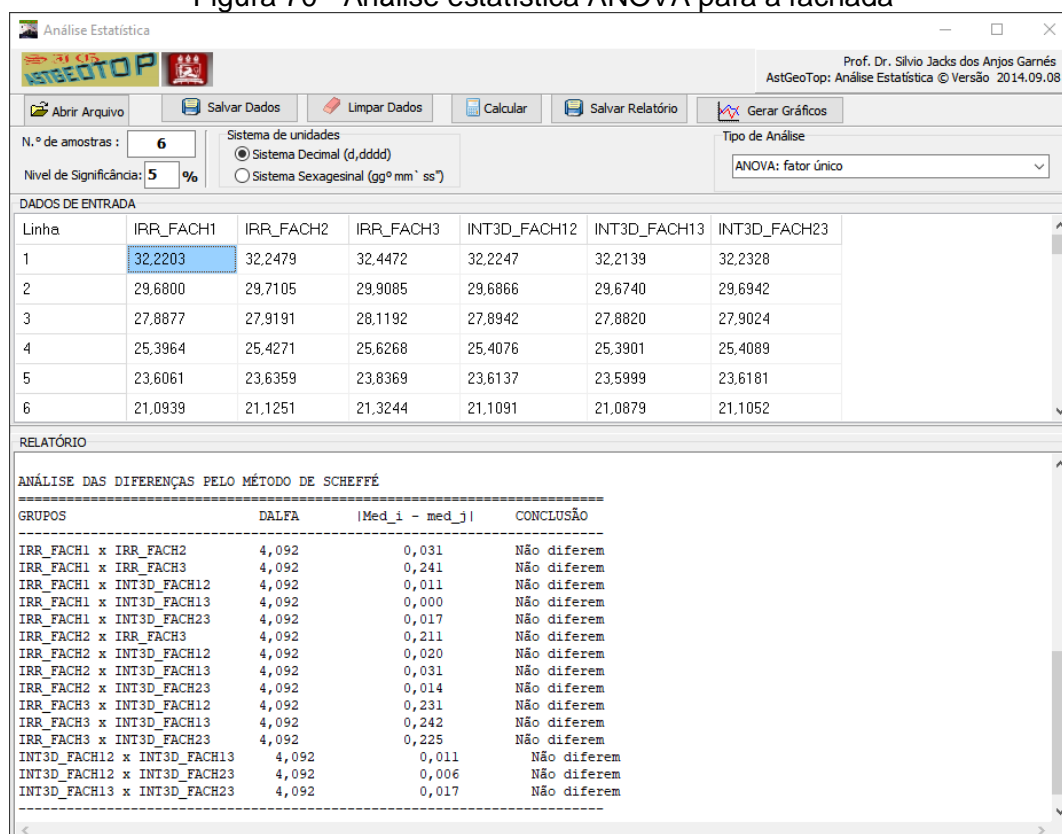 Figura 70 - Análise estatística ANOVA para a fachada
Análise Estatística
ASTGEOTOP
Prof. Dr. Silvio Jacks dos Anjos Garnés
AstGeoTop: Análise Estatística © Versão 2014.09.08
Abrir Arquivo Salvar Dados Limpar Dados Calcular Salvar Relatório Gerar Gráficos
N.º de amostras : 6
Nivel de Significância: 5 %
Sistema de unidades
Sistema Decimal (d,dddd)
Sistema Sexagesinal (ggº mm` ss")
Tipo de Análise
ANOVA: fator único
DADOS DE ENTRADA
Linha IRR_FACH1 IRR_FACH2 IRR_FACH3 INT3D_FACH12 INT3D_FACH13 INT3D_FACH23
1 32,2203 32,2479 32,4472 32,2247 32,2139 32,2328
2 29,6800 29,7105 29,9085 29,6866 29,6740 29,6942
3 27,8877 27,9191 28,1192 27,8942 27,8820 27,9024
4 25,3964 25,4271 25,6268 25,4076 25,3901 25,4089
5 23,6061 23,6359 23,8369 23,6137 23,5999 23,6181
6 21,0939 21,1251 21,3244 21,1091 21,0879 21,1052
RELATÓRIO
ANÁLISE DAS DIFERENÇAS PELO MÉTODO DE SCHEFFÉ
GRUPOS DALFA |Med_i - med_j| CONCLUSÃO
IRR_FACH1 x IRR_FACH2 4,092 0,031 Não diferem
IRR_FACH1 x IRR_FACH3 4,092 0,241 Não diferem
IRR_FACH1 x INT3D_FACH12 4,092 0,011 Não diferem
IRR_FACH1 x INT3D_FACH13 4,092 0,000 Não diferem
IRR_FACH1 x INT3D_FACH23 4,092 0,017 Não diferem
IRR_FACH2 x IRR_FACH3 4,092 0,211 Não diferem
IRR_FACH2 x INT3D_FACH12 4,092 0,020 Não diferem
IRR_FACH2 x INT3D_FACH13 4,092 0,031 Não diferem
IRR_FACH2 x INT3D_FACH23 4,092 0,014 Não diferem
IRR_FACH3 x INT3D_FACH12 4,092 0,231 Não diferem
IRR_FACH3 x INT3D_FACH13 4,092 0,242 Não diferem
IRR_FACH3 x INT3D_FACH23 4,092 0,225 Não diferem
INT3D_FACH12 x INT3D_FACH13 4,092 0,011 Não diferem
INT3D_FACH12 x INT3D_FACH23 4,092 0,006 Não diferem
INT3D_FACH13 x INT3D_FACH23 4,092 0,017 Não diferem